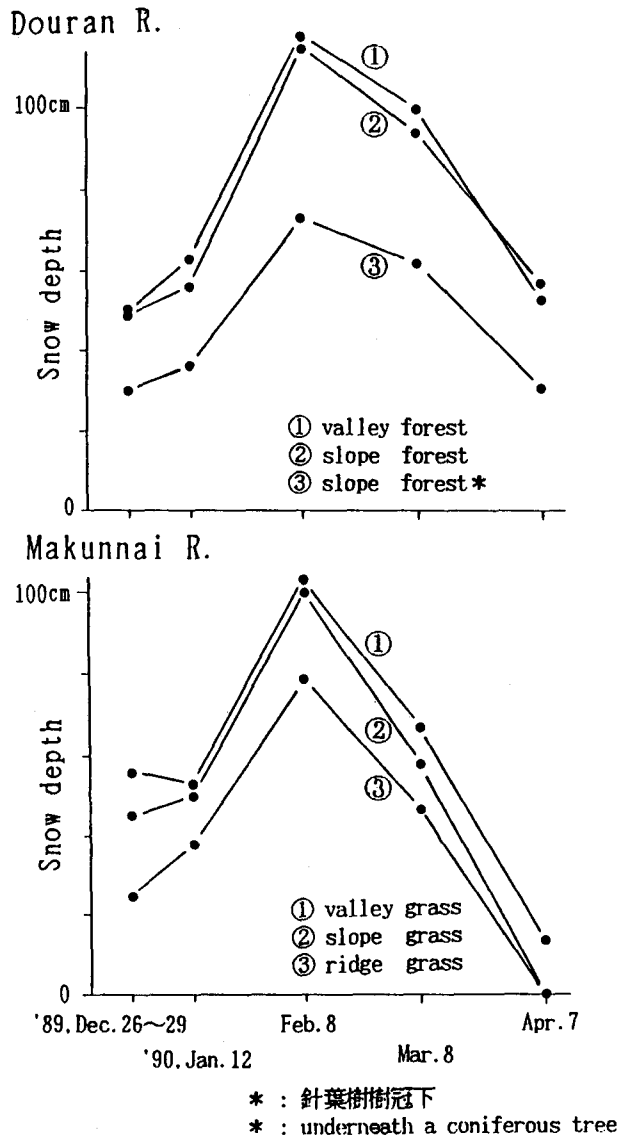 Douran R.
100cm
①
②
③
Snow depth
① valley forest
② slope forest
③ slope forest*
0
Makunnai R.
100cm
①
②
③
Snow depth
① valley grass
② slope grass
③ ridge grass
0
'89.Dec.26~29 Feb.8 Apr.7
'90.Jan.12 Mar.8
* : 針葉樹樹冠下
* : underneath a coniferous tree